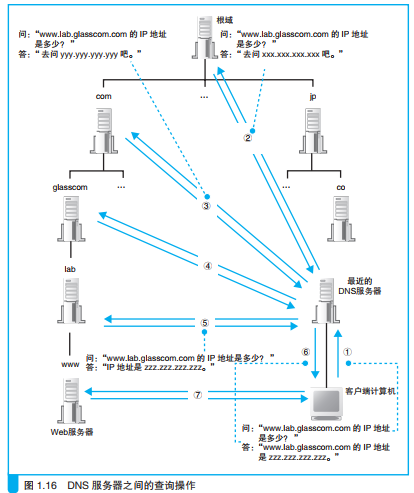 根域
问：“www.lab.glasscom.com 的 IP 地址
是多少？ ”
答：“ 去问 yyy.yyy.yyy.yyy 吧。”
问：“www.lab.glasscom.com 的 IP 地址
是多少？ ”
答：“ 去问 xxx.xxx.xxx.xxx 吧。”
com
…
jp
②
glasscom
…
…
co
③
④
lab
最近的
DNS服务器
⑤
www
问：“www.lab.glasscom.com 的 IP 地址是多少？ ”
答：“IP 地址是 zzz.zzz.zzz.zzz。”
⑥
①
⑦
客户端计算机
Web服务器
问：“www.lab.glasscom.com 的 IP 地址
是多少？ ”
答：“www.lab.glasscom.com 的 IP 地址
是 zzz.zzz.zzz.zzz。”
图 1.16 DNS 服务器之间的查询操作